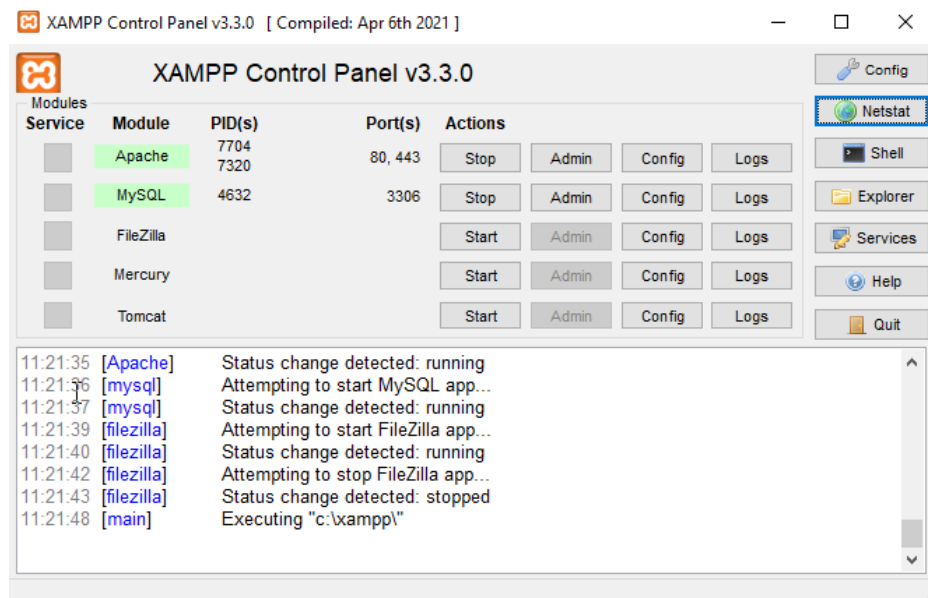 XAMPP Control Panel v3.3.0 [ Compiled: Apr 6th 2021 ]
XAMPP Control Panel v3.3.0
Config
Modules
Service Module PID(s) Port(s) Actions
Netstat
Apache 7704 7320 80, 443 Stop Admin Config Logs
Shell
MySQL 4632 3306 Stop Admin Config Logs
Explorer
FileZilla Start Admin Config Logs
Services
Mercury Start Admin Config Logs
Help
Tomcat Start Admin Config Logs
Quit
11:21:35 [Apache] Status change detected: running
11:21:36 [mysql] Attempting to start MySQL app...
11:21:37 [mysql] Status change detected: running
11:21:39 [filezilla] Attempting to start FileZilla app...
11:21:40 [filezilla] Status change detected: running
11:21:42 [filezilla] Attempting to stop FileZilla app...
11:21:43 [filezilla] Status change detected: stopped
11:21:48 [main] Executing "c:\xampp\"